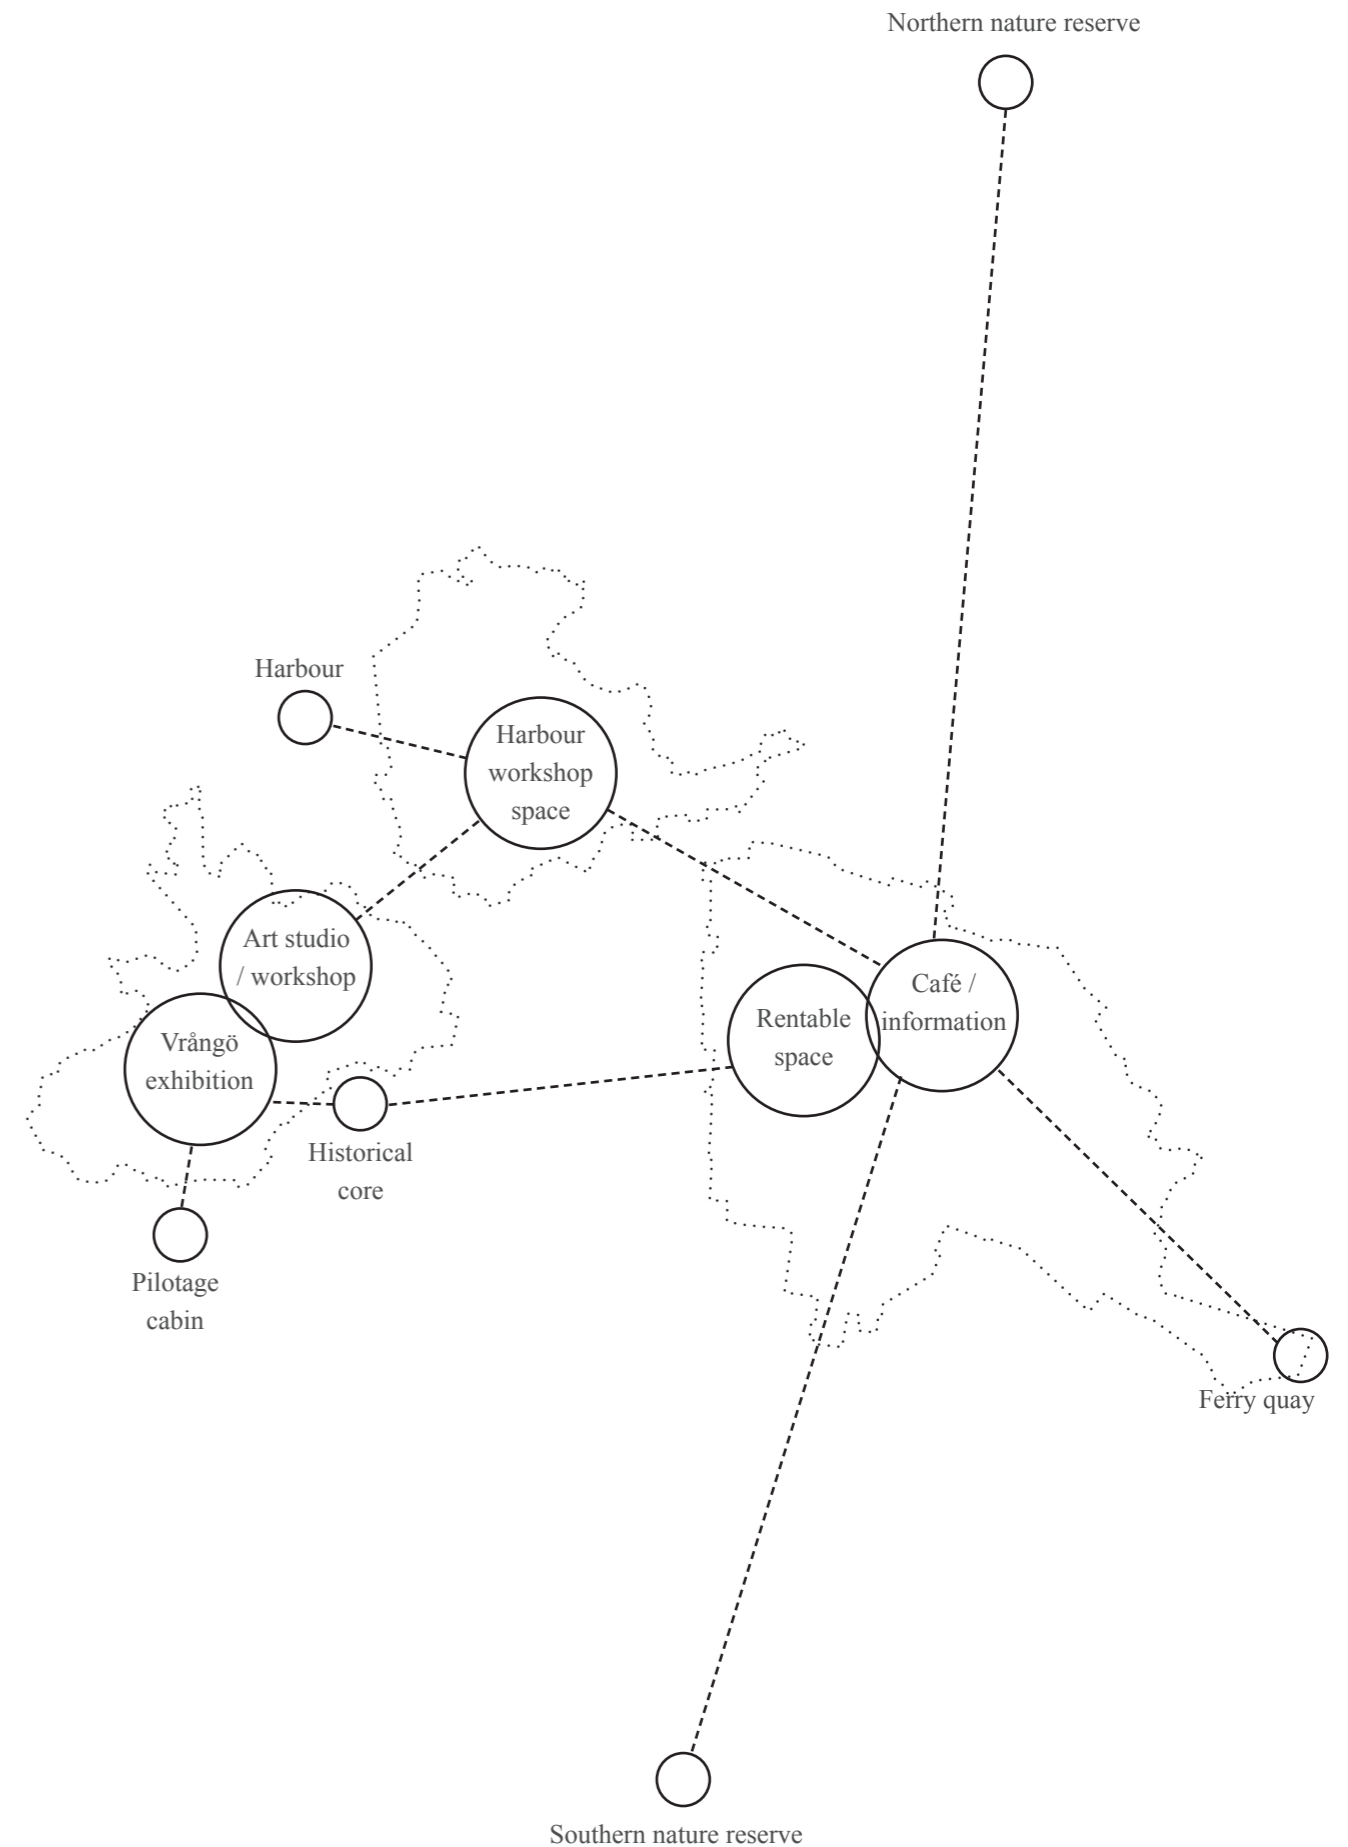 Northern nature reserve
Harbour
Harbour
workshop
space
Art studio
/ workshop
Café /
information
Rentable
space
Vrångö
exhibition
Historical
core
Pilotage
cabin
Ferry quay
Southern nature reserve